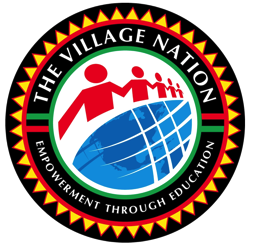 THE VILLAGE NATION
EMPOWERMENT THROUGH EDUCATION